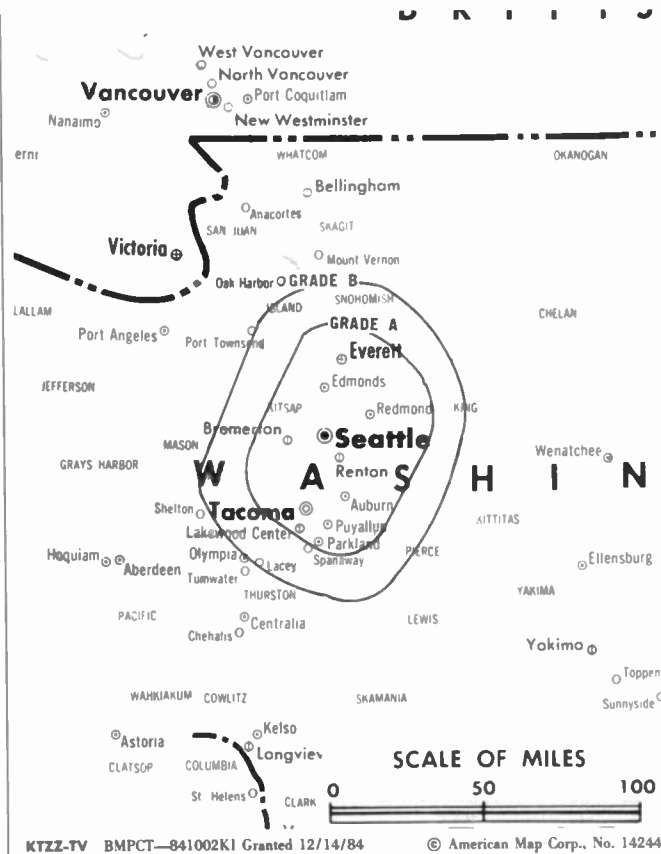 B R I T I S
West Vancouver
North Vancouver
Vancouver
Port Coquitlam
Nanaimo
New Westminster
WHATCOM
OKANOGAN
Bellingham
Anacortes
SAN JUAN
SKAGIT
Victoria
Mount Vernon
Oak Harbor
GRADE B
SNOHOMISH
ISLAND
LALLAM
CHELAN
GRADE A
Port Angeles
Port Townsend
Everett
Edmonds
JEFFERSON
KITSAP
Redmond
KING
Bremerton
Seattle
MASON
Wenatchee
GRAYS HARBOR
Renton
W A S H I N
Auburn
Shelton
Tacoma
KITTITAS
Lakewood Center
Puyallup
Parkland
Hoquiam
Aberdeen
Olympia
Lacey
Spanaway
PIERCE
Ellensburg
Tumwater
THURSTON
YAKIMA
PACIFIC
Centralia
LEWIS
Chehalis
Yakima
Toppen
WAHKIAKUM
COWLITZ
SKAMANIA
Sunnyside
Astoria
Kelso
Longview
CLATSOP
COLUMBIA
SCALE OF MILES
St Helens
CLARK
0 50 100
KTZZ-TV BMPCT—841002KI Granted 12/14/84 © American Map Corp., No. 14244